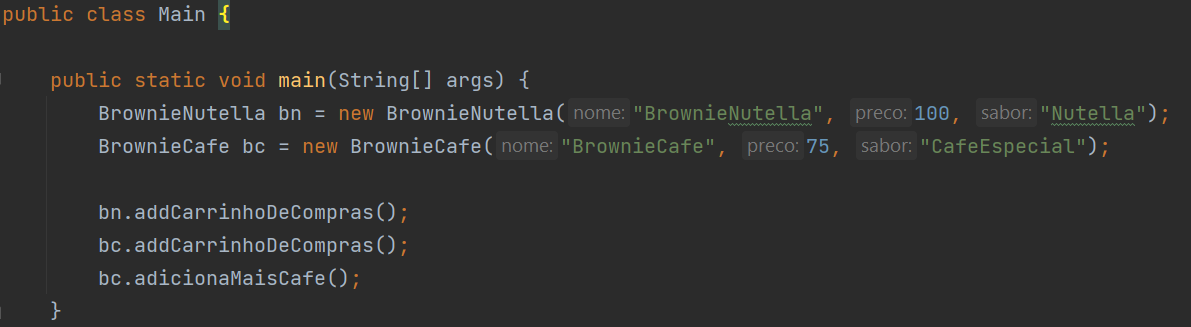 public class Main {
public static void main(String[] args) {
BrownieNutella bn = new BrownieNutella( nome: "BrownieNutella", preco: 100, sabor: "Nutella");
BrownieCafe bc = new BrownieCafe( nome: "BrownieCafe", preco: 75, sabor: "CafeEspecial");
bn.addCarrinhoDeCompras();
bc.addCarrinhoDeCompras();
bc.adicionaMaisCafe();
}